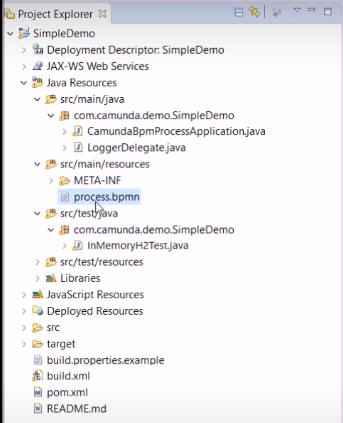 Project Explorer
SimpleDemo
Deployment Descriptor: SimpleDemo
JAX-WS Web Services
Java Resources
src/main/java
com.camunda.demo.SimpleDemo
CamundaBpmProcessApplication.java
LoggerDelegate.java
src/main/resources
META-INF
process.bpmn
src/test/java
com.camunda.demo.SimpleDemo
InMemoryH2Test.java
src/test/resources
Libraries
JavaScript Resources
Deployed Resources
src
target
build.properties.example
build.xml
pom.xml
README.md